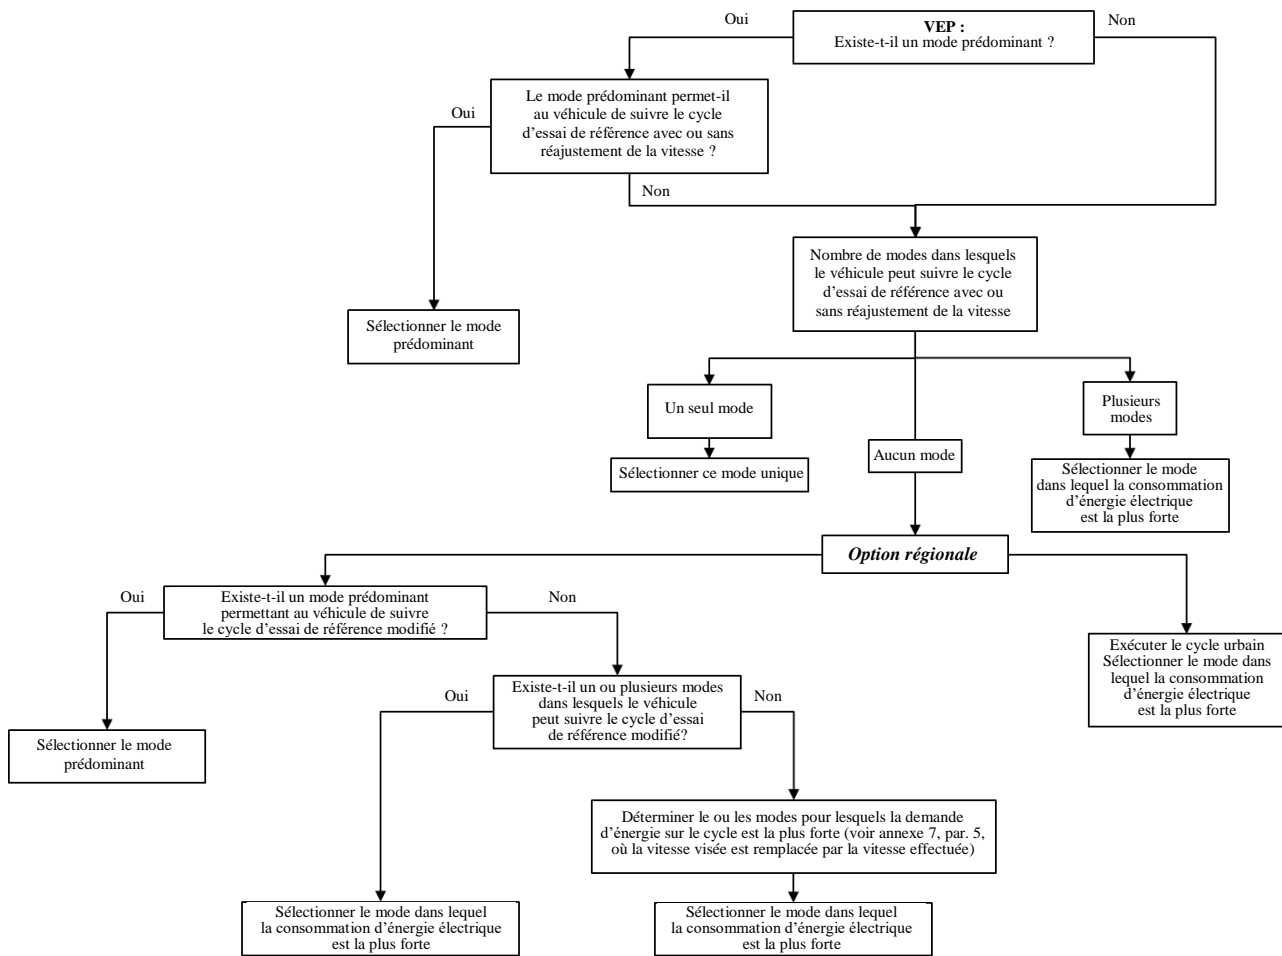 Oui
VEP :
Existe-t-il un mode prédominant ?
Non
Le mode prédominant permet-il
au véhicule de suivre le cycle
d'essai de référence avec ou sans
réajustement de la vitesse ?
Oui
Non
Nombre de modes dans lesquels
le véhicule peut suivre le cycle
d'essai de référence avec ou
sans réajustement de la vitesse
Sélectionner le mode
prédominant
Un seul mode
Plusieurs
modes
Aucun mode
Sélectionner ce mode unique
Sélectionner le mode
dans lequel la consommation
d'énergie électrique
est la plus forte
Option régionale
Oui
Existe-t-il un mode prédominant
permettant au véhicule de suivre
le cycle d'essai de référence modifié ?
Non
Exécuter le cycle urbain
Sélectionner le mode dans
lequel la consommation
d'énergie électrique
est la plus forte
Oui
Existe-t-il un ou plusieurs modes
dans lesquels le véhicule
peut suivre le cycle d'essai
de référence modifié?
Non
Sélectionner le mode
prédominant
Déterminer le ou les modes pour lesquels la demande
d'énergie sur le cycle est la plus forte (voir annexe 7, par. 5,
où la vitesse visée est remplacée par la vitesse effectuée)
Sélectionner le mode dans lequel
la consommation d'énergie électrique
est la plus forte
Sélectionner le mode dans lequel
la consommation d'énergie électrique
est la plus forte